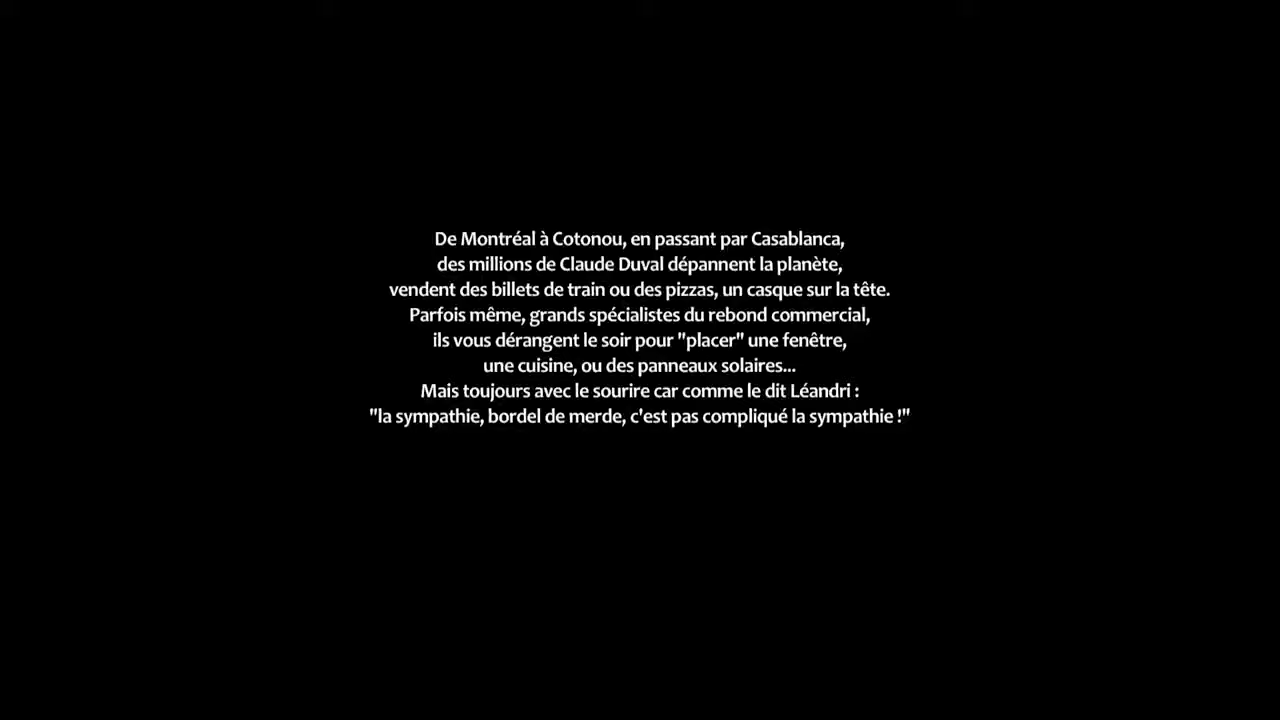 De Montréal à Cotonou, en passant par Casablanca,
des millions de Claude Duval dépannent la planète,
vendent des billets de train ou des pizzas, un casque sur la tête.
Parfois même, grands spécialistes du rebond commercial,
ils vous dérangent le soir pour "placer" une fenêtre,
une cuisine, ou des panneaux solaires...
Mais toujours avec le sourire car comme le dit Léandri :
"la sympathie, bordel de merde, c'est pas compliqué la sympathie !"